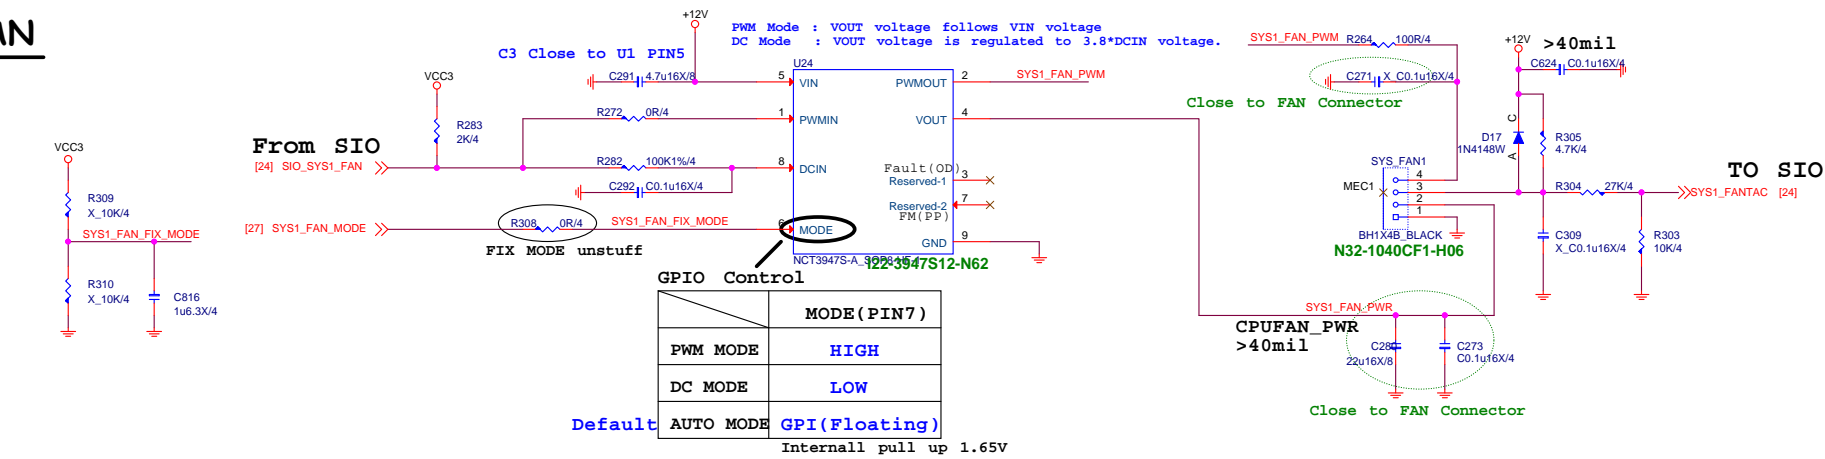 AN
+12V
PWM Mode : VOUT voltage follows VIN voltage
DC Mode : VOUT voltage is regulated to 3.8*DCIN voltage.
C3 Close to U1 PIN5
SYS1_FAN_PWM R264 100R/4
+12V >40mil
C624 C0.1u16X/4
VCC3
C291 4.7u16X/8
U24
5 VIN
PWMOUT 2 SYS1_FAN_PWM
C271 X_C0.1u16X/4
Close to FAN Connector
R283
2K/4
R272 0R/4
1 PWMIN
VOUT 4
D17
1N4148W
C
A
R305
4.7K/4
VCC3
From SIO
[24] SIO_SYS1_FAN
R282 100K1%/4
8 DCIN
Fault(OD)
Reserved-1 3
SYS_FAN1
4
3
2
1
MEC1
TO SIO
R304 27K/4
SYS1_FANTAC [24]
C292 C0.1u16X/4
R309
X_10K/4
Reserved-2 7
FM(PP)
[27] SYS1_FAN_MODE
R308 0R/4
SYS1_FAN_FIX_MODE
6 MODE
FIX MODE unstuff
SYS1_FAN_FIX_MODE
GND 9
BH1X4B_BLACK
N32-1040CF1-H06
C309
X_C0.1u16X/4
R303
10K/4
I22-3947S12-N62
R310
X_10K/4
C816
1u6.3X/4
GPIO Control
MODE(PIN7)
PWM MODE HIGH
DC MODE LOW
Default AUTO MODE GPI(Floating)
Internall pull up 1.65V
SYS1_FAN_PWR
CPUFAN_PWR
>40mil
22u16X/8
C273
C0.1u16X/4
Close to FAN Connector